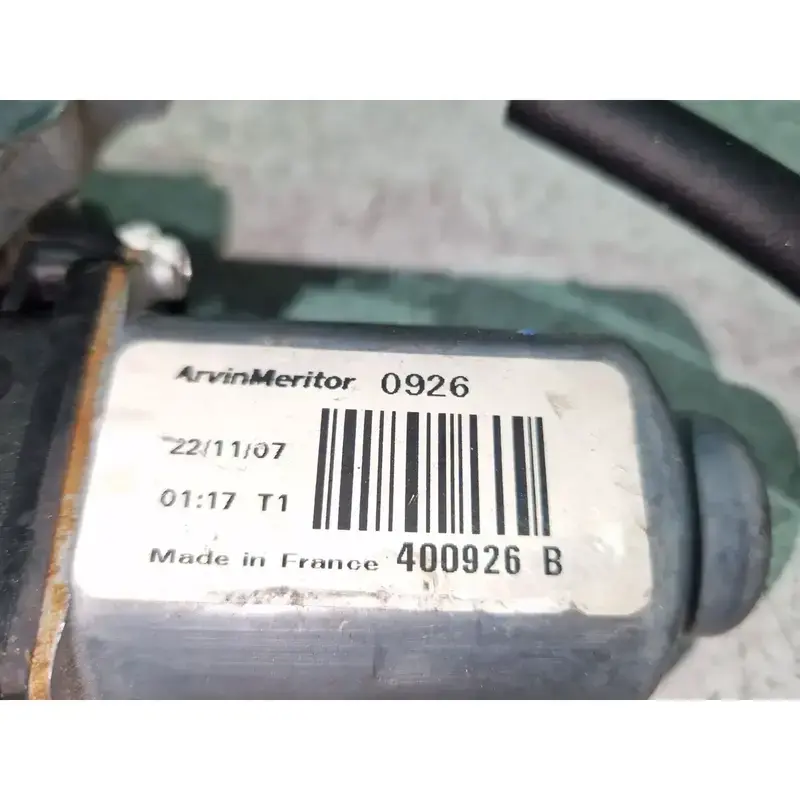 ArvinMeritor 0926
22/11/07
01:17 T1
Made in France 400926 B